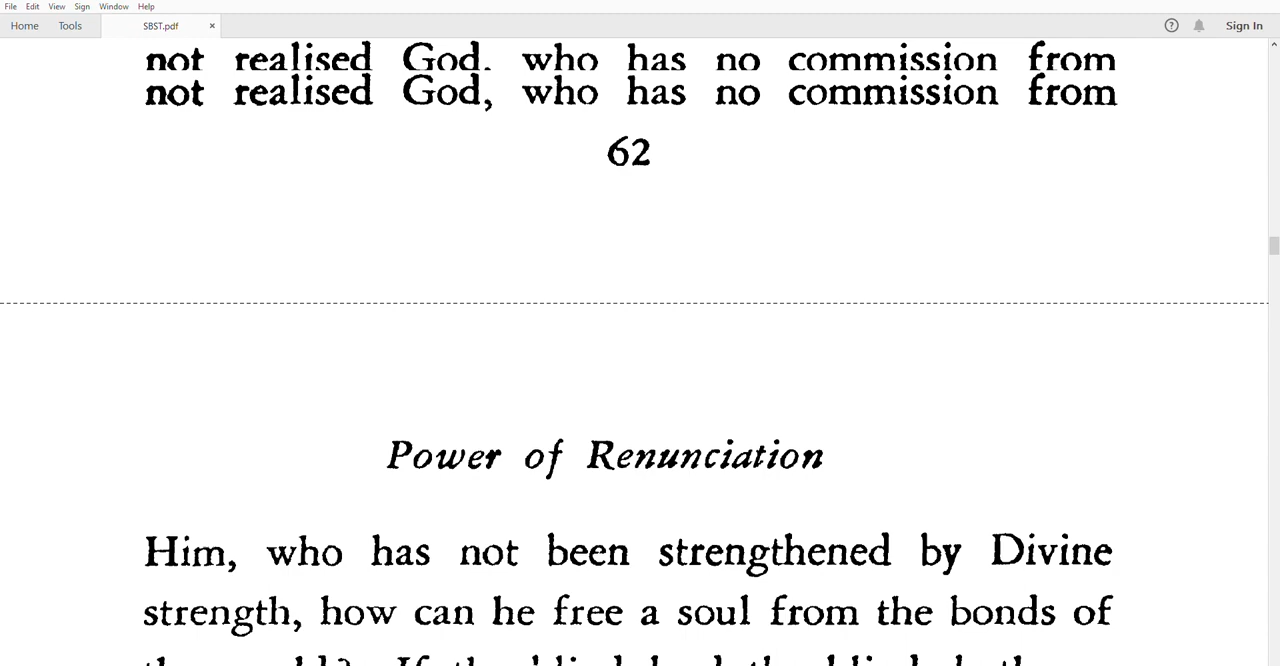 File Edit View Sign Window Help
Home Tools SBST.pdf × ? Sign In
not realised God. who has no commission from
not realised God, who has no commission from
62
Power of Renunciation
Him, who has not been strengthened by Divine
strength, how can he free a soul from the bonds of